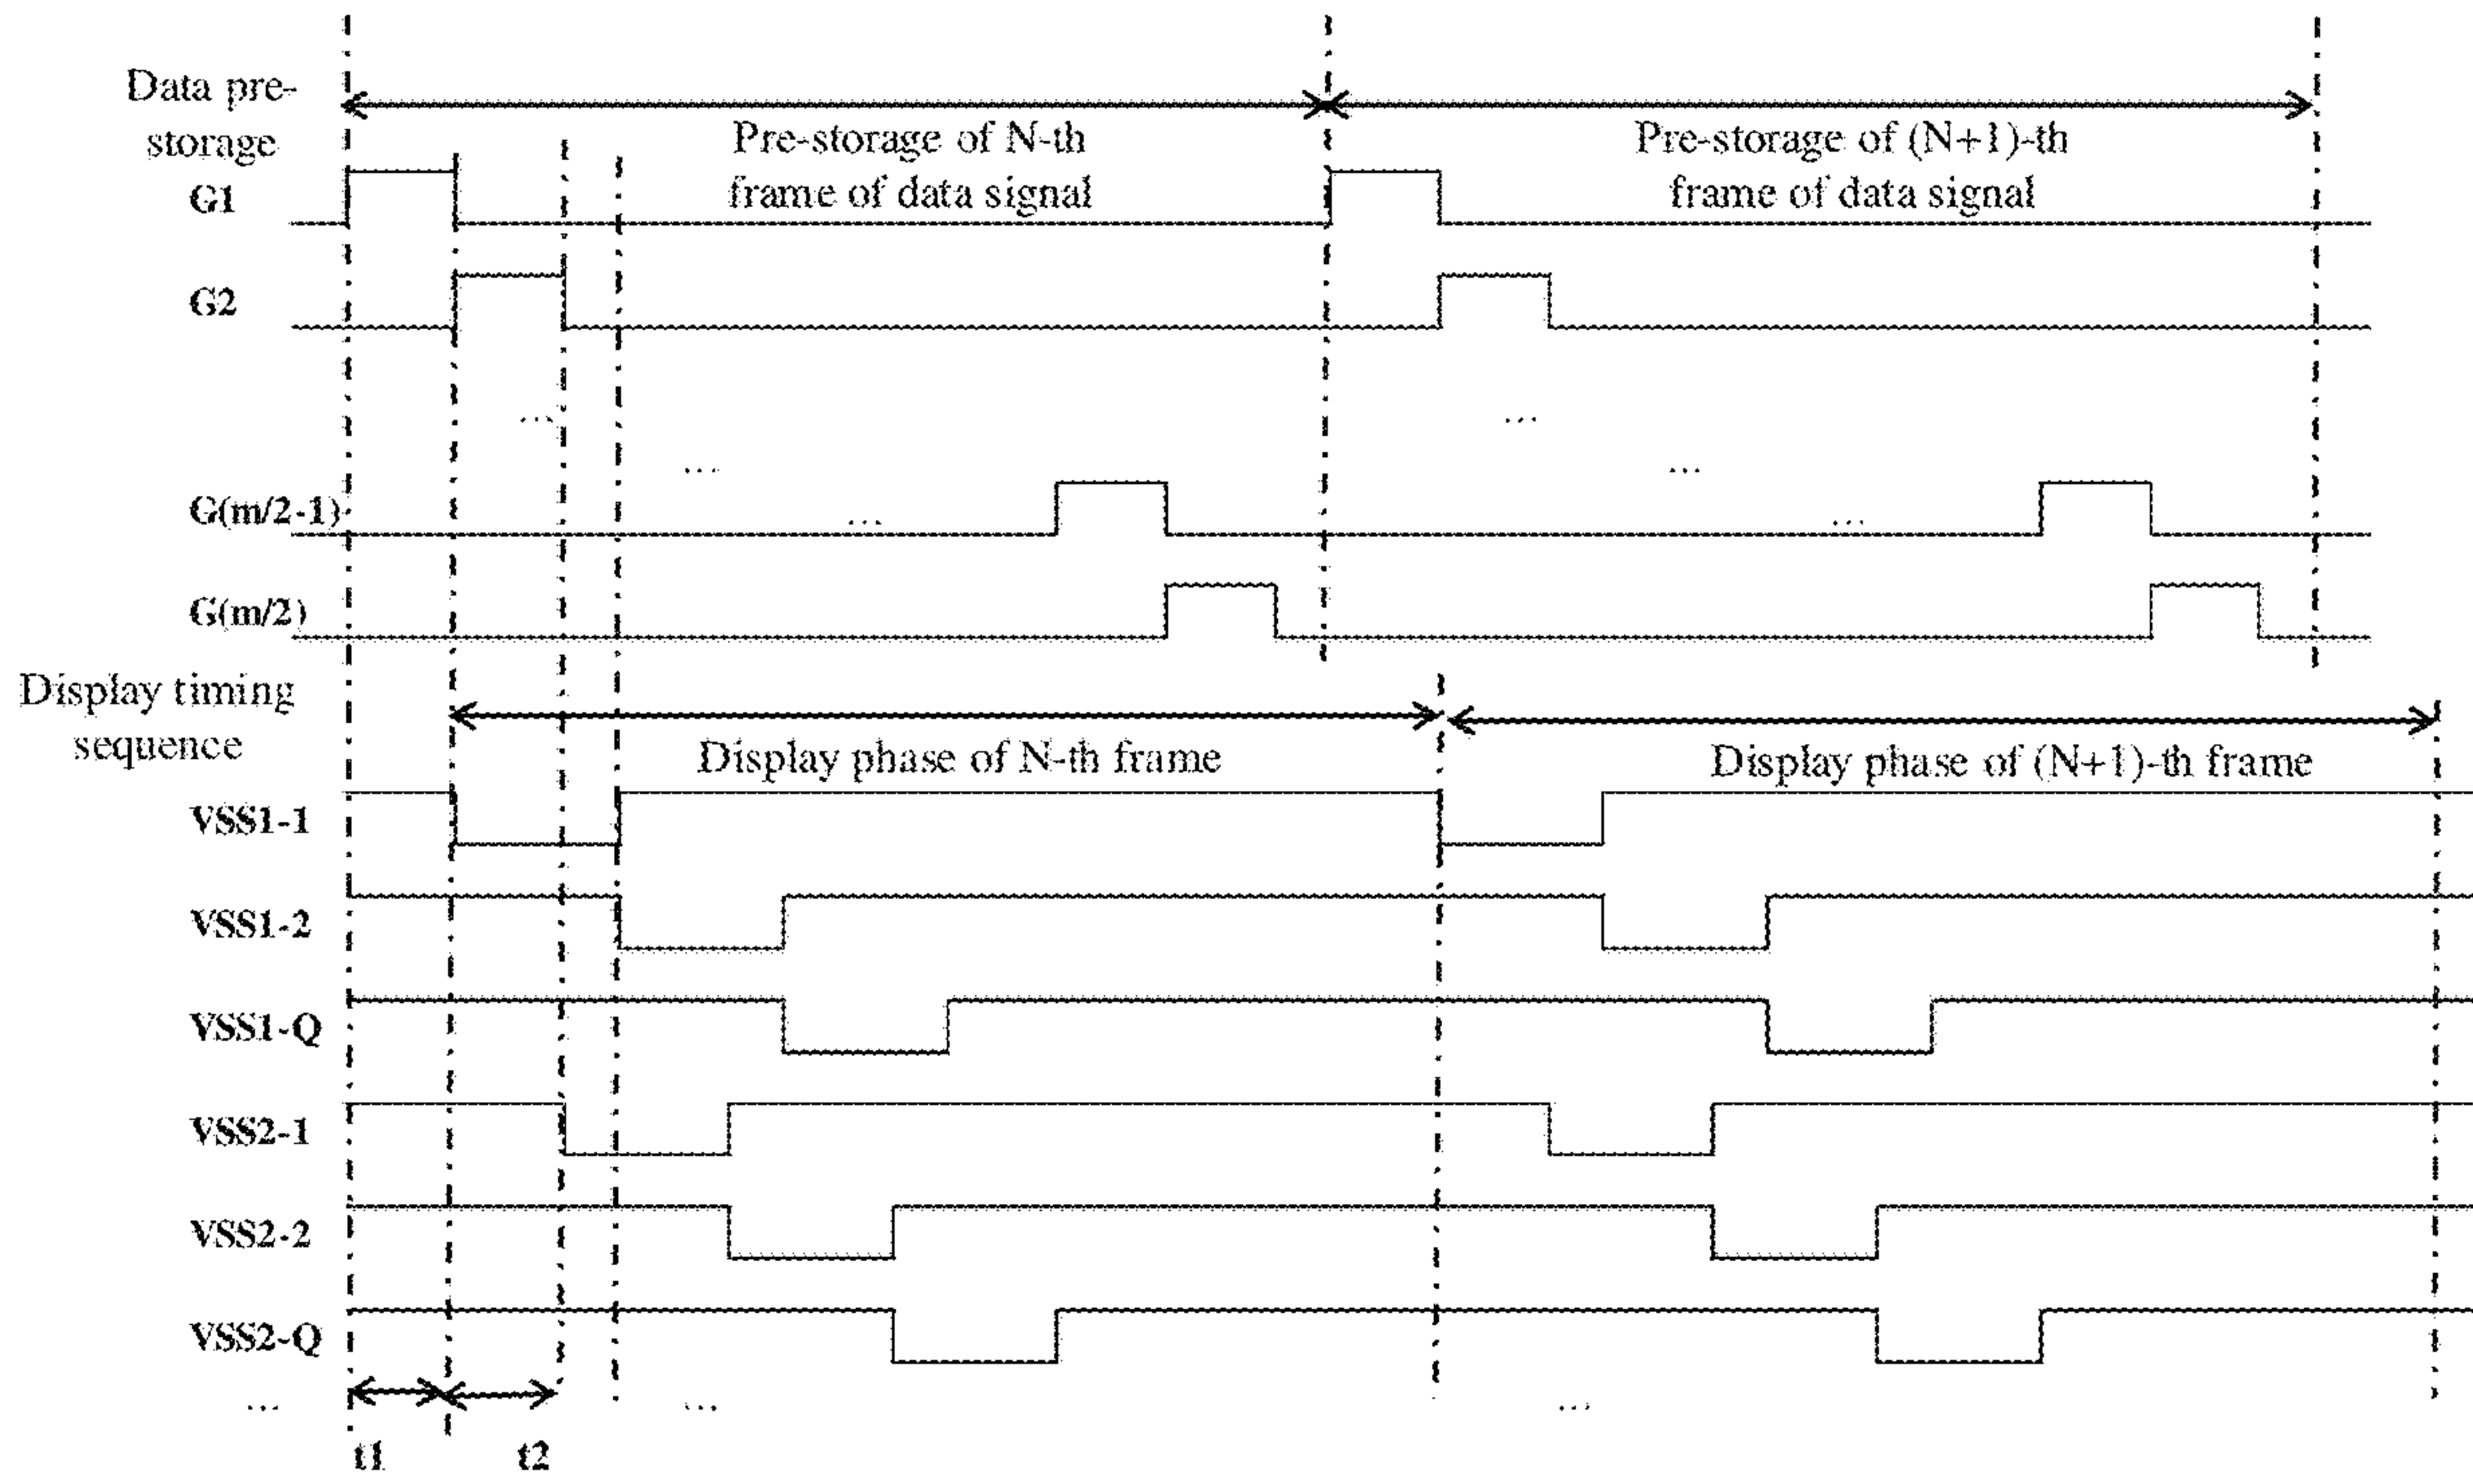 Data pre-
storage
Pre-storage of N-th
frame of data signal
Pre-storage of (N+1)-th
frame of data signal
G1
G2
...
...
...
...
G(m/2-1)
...
...
G(m/2)
Display timing
sequence
Display phase of N-th frame
Display phase of (N+1)-th frame
VSS1-1
VSS1-2
VSS1-Q
VSS2-1
VSS2-2
VSS2-Q
...
...
...
t1
t2